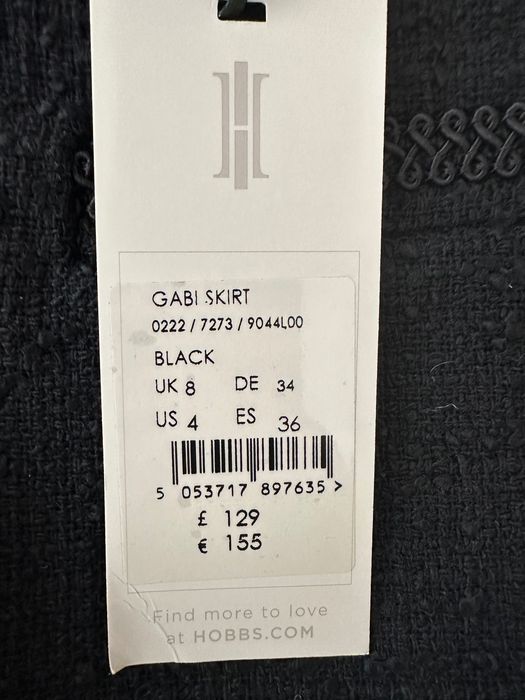 GABI SKIRT
0222 / 7273 / 9044L00
BLACK
UK 8 DE 34
US 4 ES 36
5 053717 897635 >
£ 129
€ 155
Find more to love
at HOBBS.COM